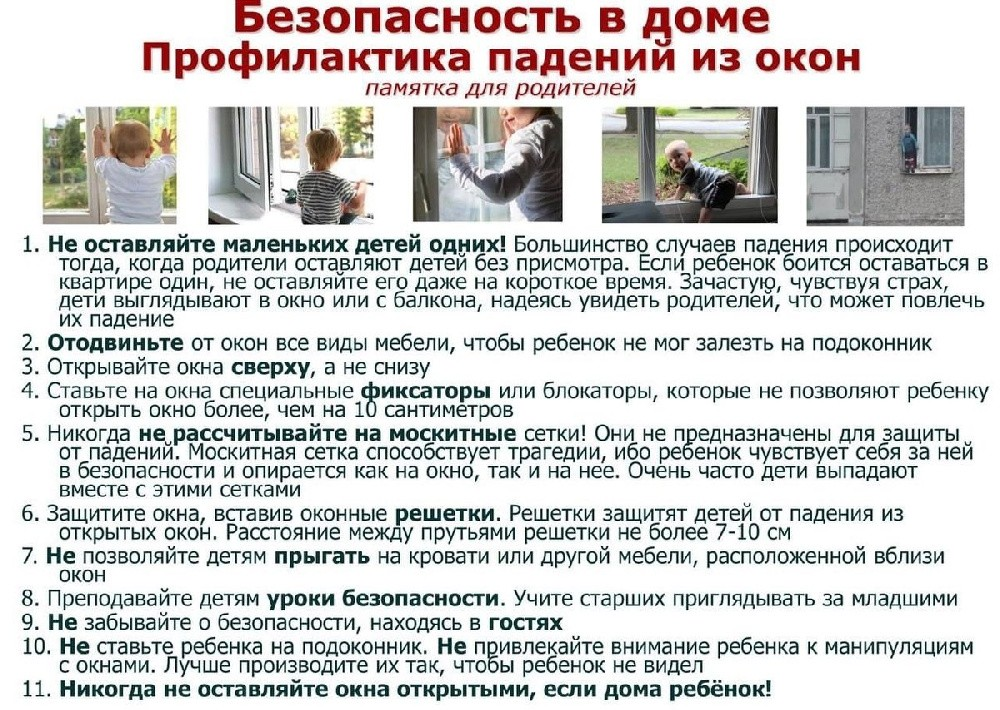 Безопасность в доме
Профилактика падений из окон
памятка для родителей
1. Не оставляйте маленьких детей одних! Большинство случаев падения происходит
тогда, когда родители оставляют детей без присмотра. Если ребенок боится оставаться в
квартире один, не оставляйте его даже на короткое время. Зачастую, чувствуя страх,
дети выглядывают в окно или с балкона, надеясь увидеть родителей, что может повлечь
их падение
2. Отодвиньте от окон все виды мебели, чтобы ребенок не мог залезть на подоконник
3. Открывайте окна сверху, а не снизу
4. Ставьте на окна специальные фиксаторы или блокаторы, которые не позволяют ребенку
открыть окно более, чем на 10 сантиметров
5. Никогда не рассчитывайте на москитные сетки! Они не предназначены для защиты
от падений. Москитная сетка способствует трагедии, ибо ребенок чувствует себя за ней
в безопасности и опирается как на окно, так и на нее. Очень часто дети выпадают
вместе с этими сетками
6. Защитите окна, вставив оконные решетки. Решетки защитят детей от падения из
открытых окон. Расстояние между прутьями решетки не более 7-10 см
7. Не позволяйте детям прыгать на кровати или другой мебели, расположенной вблизи
окон
8. Преподавайте детям уроки безопасности. Учите старших приглядывать за младшими
9. Не забывайте о безопасности, находясь в гостях
10. Не ставьте ребенка на подоконник. Не привлекайте внимание ребенка к манипуляциям
с окнами. Лучше производите их так, чтобы ребенок не видел
11. Никогда не оставляйте окна открытыми, если дома ребёнок!